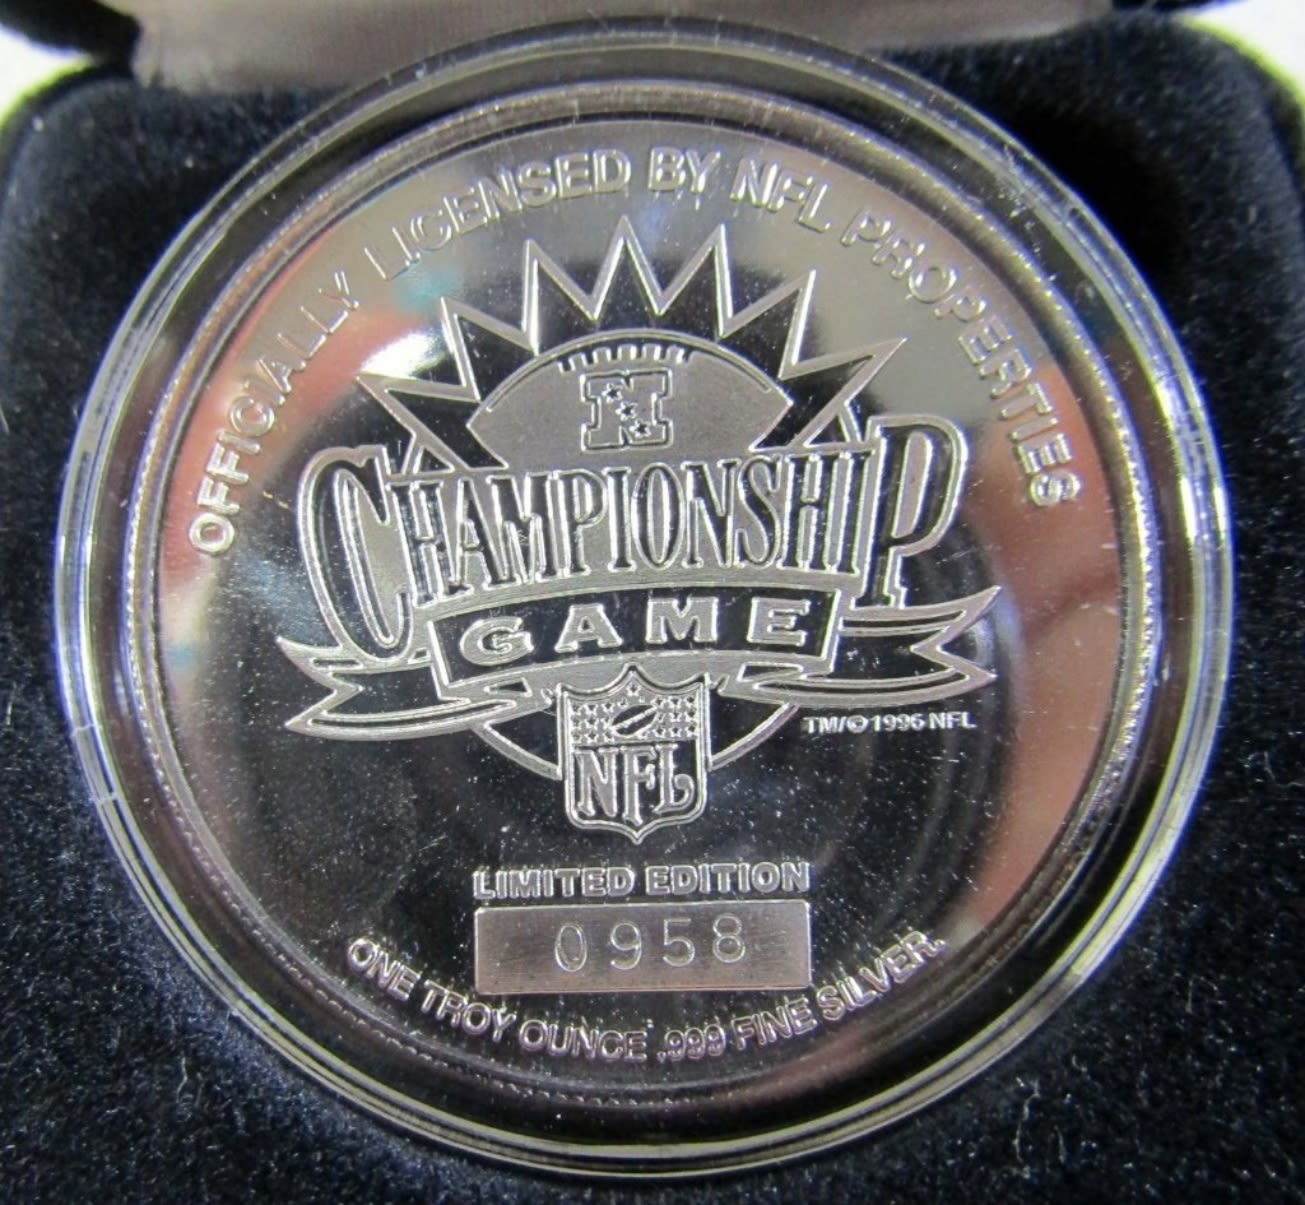 OFFICIALLY LICENSED BY NFL PROPERTIES
N
CHAMPIONSHIP
GAME
TM/© 1996 NFL
NFL
LIMITED EDITION
0958
ONE TROY OUNCE .999 FINE SILVER.